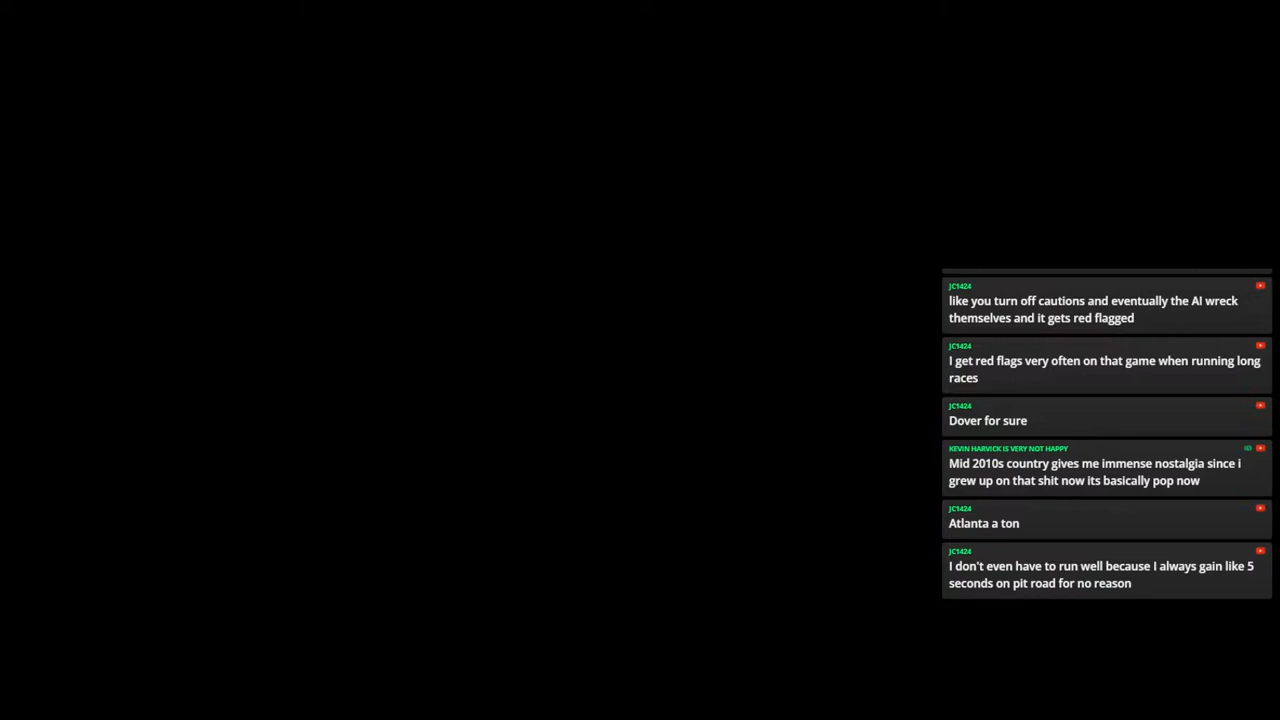 JC1424
like you turn off cautions and eventually the AI wreck
themselves and it gets red flagged
JC1424
I get red flags very often on that game when running long
races
JC1424
Dover for sure
KEVIN HARVICK IS VERY NOT HAPPY
Mid 2010s country gives me immense nostalgia since i
grew up on that shit now its basically pop now
JC1424
Atlanta a ton
JC1424
I don't even have to run well because I always gain like 5
seconds on pit road for no reason